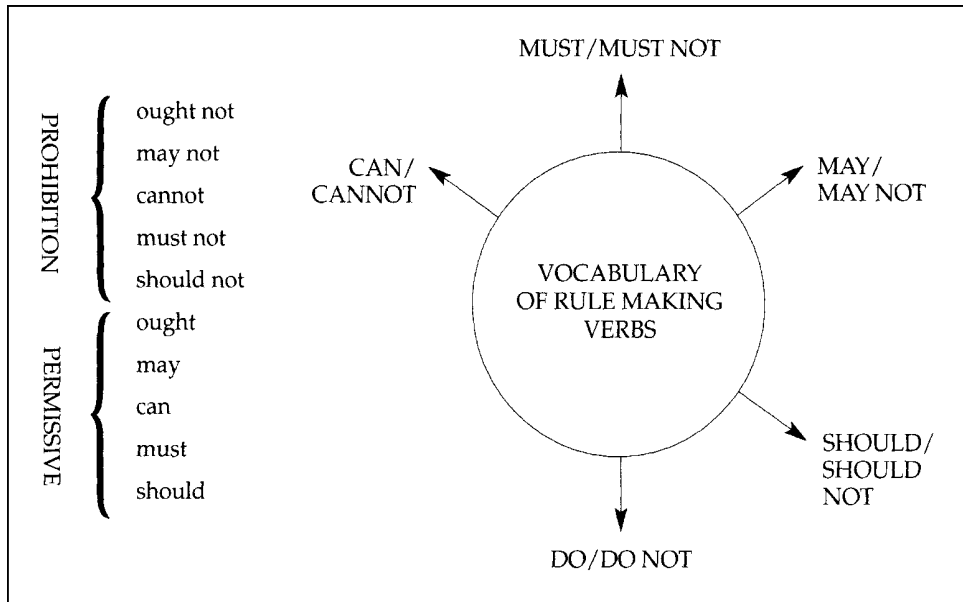 PROHIBITION
ought not
may not
cannot
must not
should not
PERMISSIVE
ought
may
can
must
should
MUST/MUST NOT
CAN/
CANNOT
MAY/
MAY NOT
VOCABULARY
OF RULE MAKING
VERBS
SHOULD/
SHOULD
NOT
DO/DO NOT